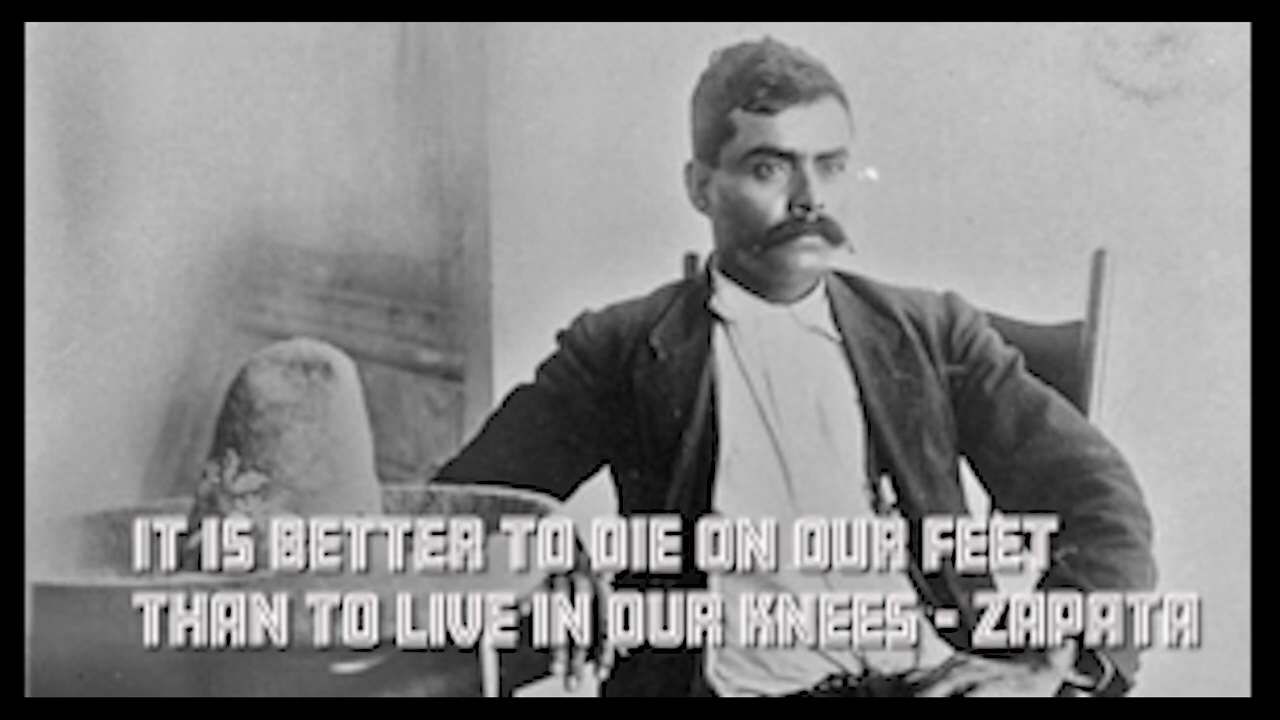 IT IS BETTER TO DIE ON OUR FEET
THAN TO LIVE IN OUR KNEES - ZAPATA